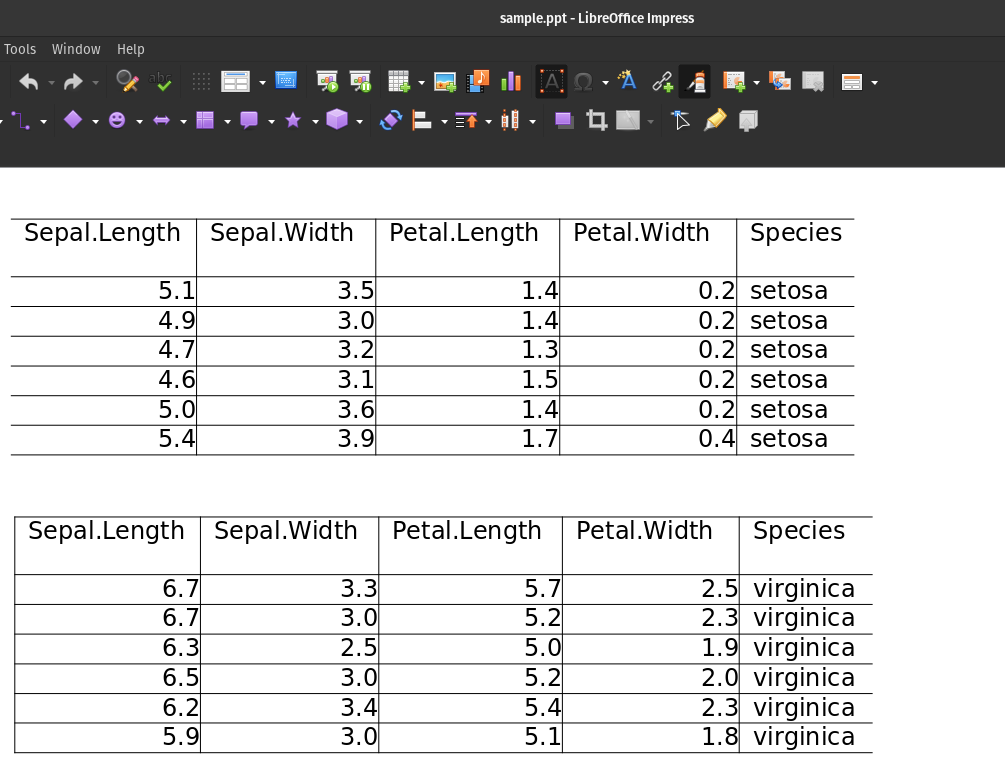 sample.ppt - LibreOffice Impress
Tools Window Help
Sepal.Length Sepal.Width Petal.Length Petal.Width Species
5.1 3.5 1.4 0.2 setosa
4.9 3.0 1.4 0.2 setosa
4.7 3.2 1.3 0.2 setosa
4.6 3.1 1.5 0.2 setosa
5.0 3.6 1.4 0.2 setosa
5.4 3.9 1.7 0.4 setosa
Sepal.Length Sepal.Width Petal.Length Petal.Width Species
6.7 3.3 5.7 2.5 virginica
6.7 3.0 5.2 2.3 virginica
6.3 2.5 5.0 1.9 virginica
6.5 3.0 5.2 2.0 virginica
6.2 3.4 5.4 2.3 virginica
5.9 3.0 5.1 1.8 virginica